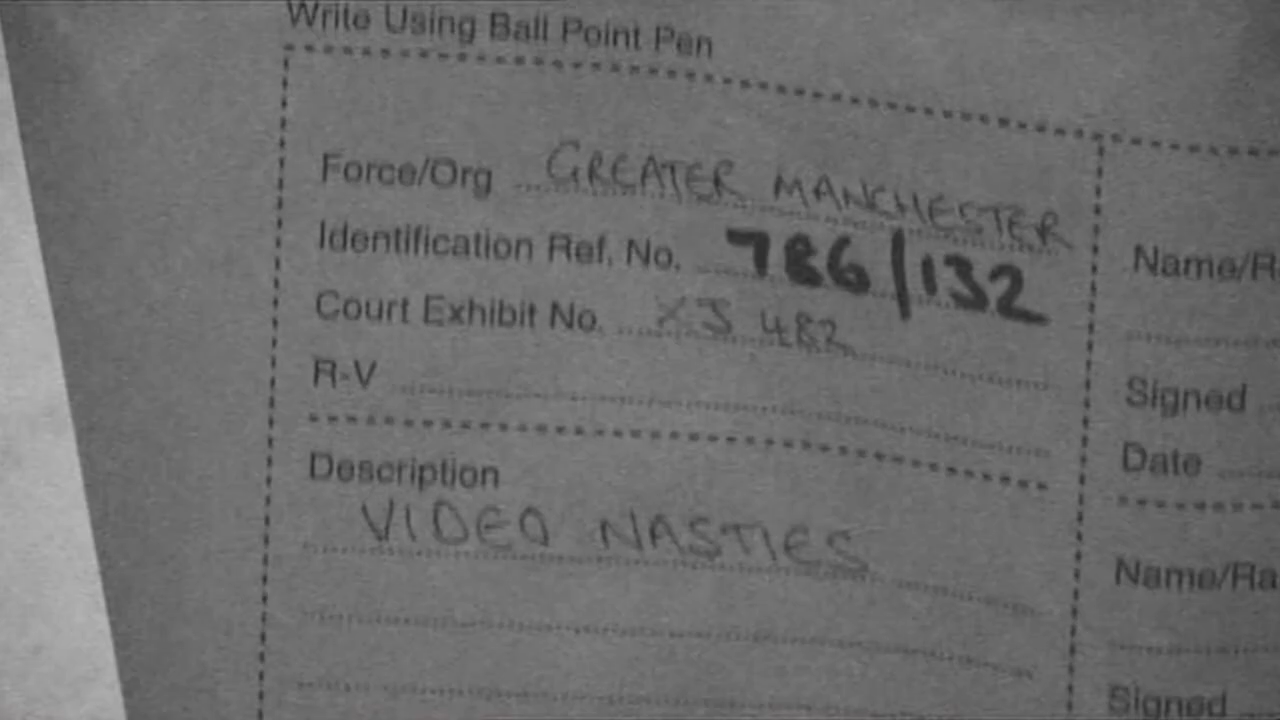 Write Using Ball Point Pen
Force/Org GREATER MANCHESTER
Identification Ref. No. 786/132
Court Exhibit No. XJ 482
R-V
Description
VIDEO NASTIES
Name/R
Signed
Date
Name/Ra
Signed